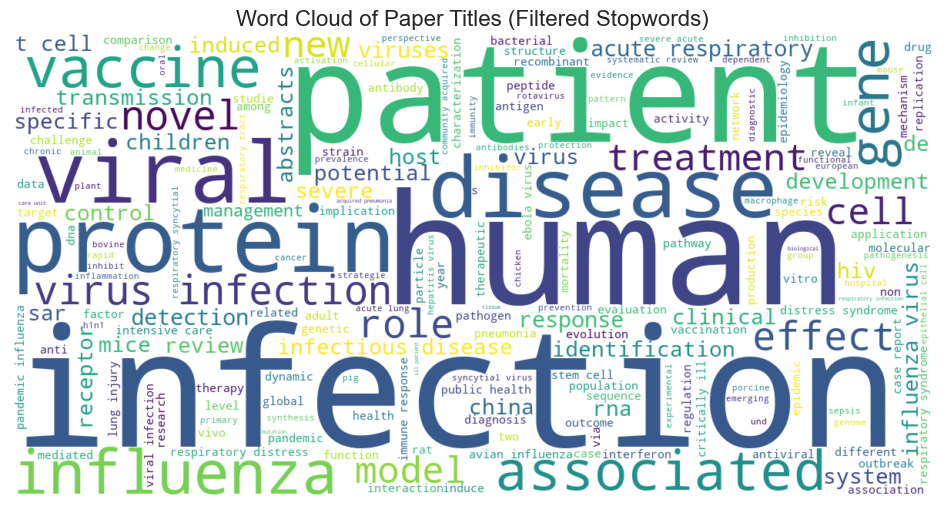 Word Cloud of Paper Titles (Filtered Stopwords)
t cell
comparison
induced
new
viruses
perspective
bacterial
structure
acute respiratory
severe acute
inhibition
drug
change
oral
activation
cellular
recombinant
systematic review
dependent
mouse
vaccine
patient
gene
transmission
studie
among
antibody
peptide
antigen
evidence
rotavirus
pattern
impact
network
diagnostic
epidemiology
infant
mechanism
replication
specific
novel
abstracts
characterization
community acquired
immunity
early
activity
infected
challenge
children
strain
prevalence
host
virus
antibodies
protection
reveal
functional
european
de
chronic
animal
respiratory tract
medicine
potential
treatment
viral
severe
inhibitor
disease
s
macrophage
risk
species
development
data
plant
care unit
acquired pneumonia
target
control
management
implication
respiratory syncytial
ebola virus
cell
application
dna
protein
human
therapeutic
mortality
pathway
molecular
pathogenesis
bovine
rapid
inhibit
inflammation
cancer
particle
year
hepatitis virus
chicken
production
biological
group
vitro
hiv
hospital
non
virus infection
strategie
tissue
prevention
respiratory infection
sar
factor
h1n1
detection
related
adult
acute lung
pathogen
evaluation
clinical
distress syndrome
influenza virus
intensive care
genetic
role
response
vaccination
pandemic influenza
anti
receptor
mice review
infectious disease
pneumonia
evolution
identification
case report
respiratory syndrome
epithelial cell
infection
effect
lung injury
viral infection
research
therapy
dynamic
pig
immune response
ill patient
syncytial virus
stem cell
population
experimental
regulation
critically ill
porcine
emerging
epidemic
level
global
public health
sequence
primary
synthesis
health
china
rna
und
sepsis
genome
vivo
mutation
pandemic
diagnosis
two
outcome
via
mediated
respiratory distress
function
rat
avian influenza
case
interferon
antiviral
different
outbreak
influenza
model
associated
system
interaction
induce
association